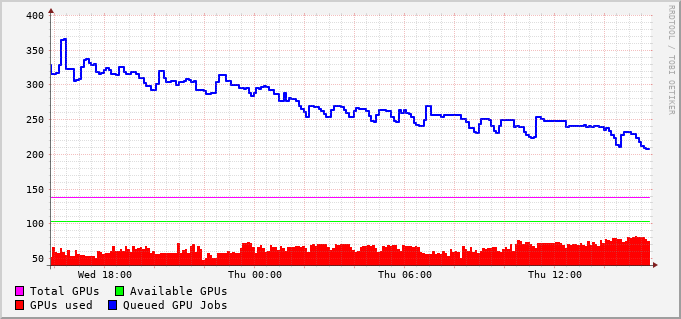 400
350
300
250
200
150
100
50
Wed 18:00 Thu 00:00 Thu 06:00 Thu 12:00
Total GPUs Available GPUs
GPUs used Queued GPU Jobs
RRDTOOL / TOBI OETIKER